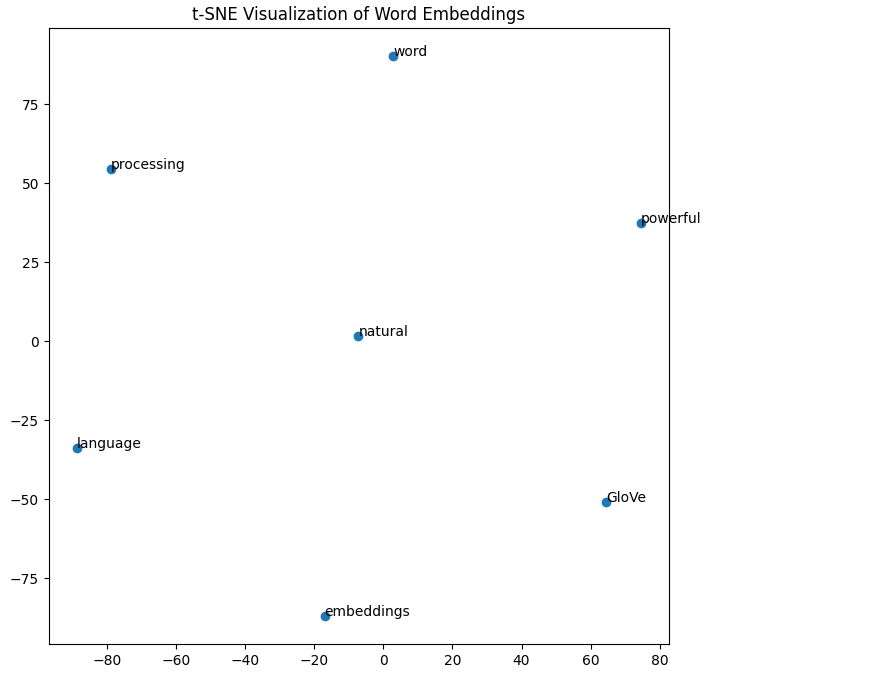 t-SNE Visualization of Word Embeddings
word
75
processing
50
powerful
25
natural
0
−25
language
−50
GloVe
−75
embeddings
−80 −60 −40 −20 0 20 40 60 80